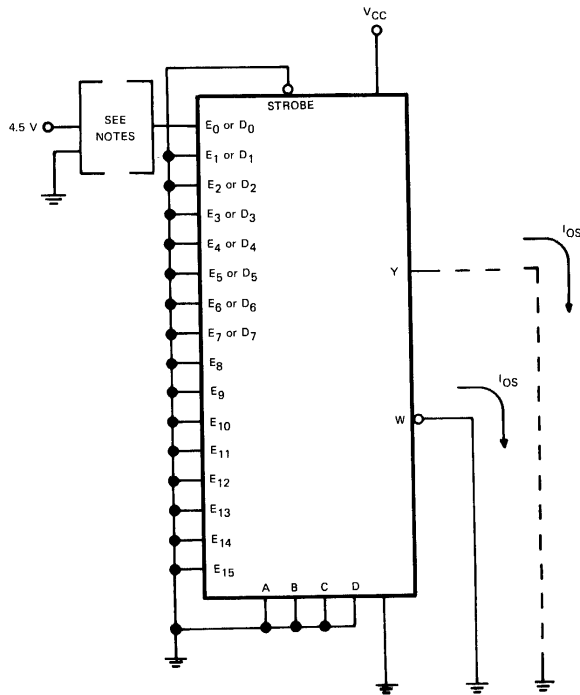 VCC
STROBE
4.5 V
SEE
NOTES
E0 or D0
E1 or D1
E2 or D2
E3 or D3
E4 or D4
E5 or D5
E6 or D6
E7 or D7
E8
E9
E10
E11
E12
E13
E14
E15
Y
W
IOS
IOS
A B C D